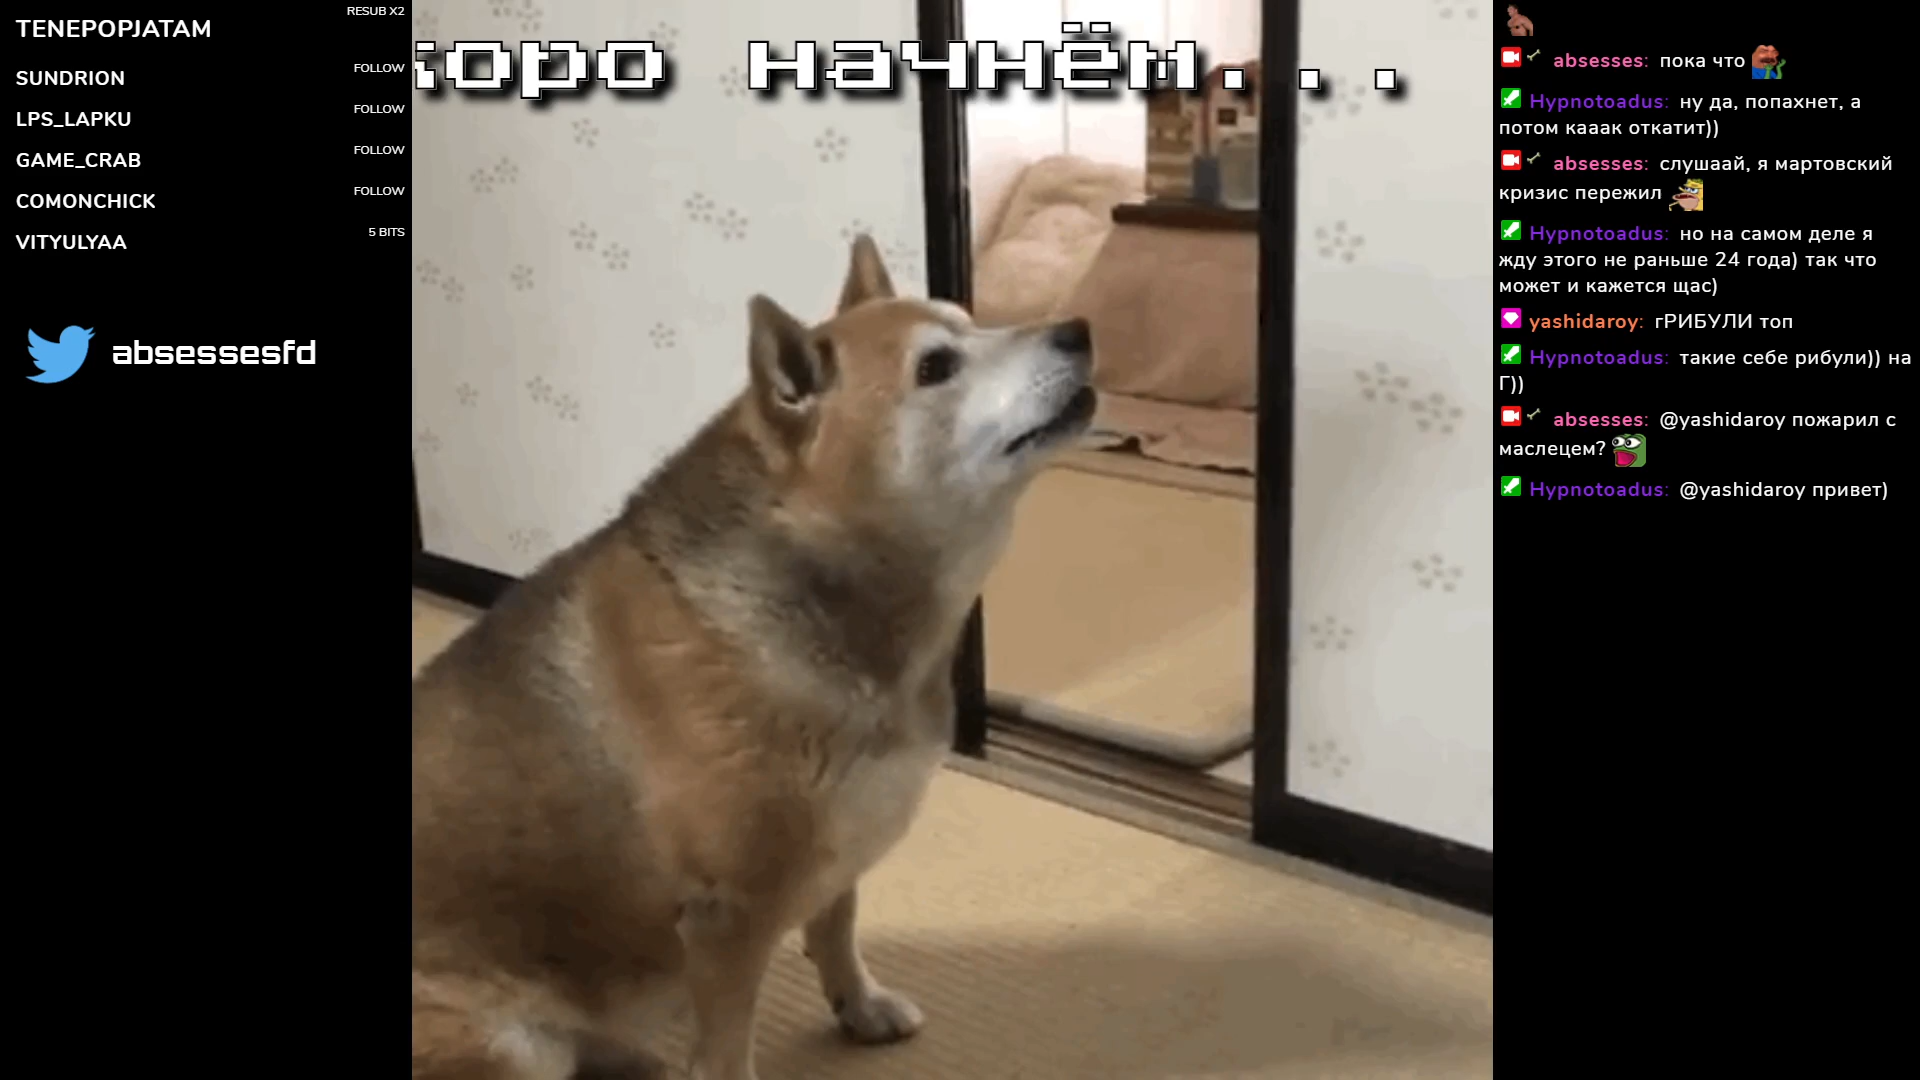 TENEPOPJATAM RESUB X2
SUNDRION FOLLOW
LPS_LAPKU FOLLOW
GAME_CRAB FOLLOW
COMONCHICK FOLLOW
VITYULYAA 5 BITS
absessesfd
коро начнём...
absesses: пока что
Hypnotoadus: ну да, попахнет, а
потом кааак откатит))
absesses: слушаай, я мартовский
кризис пережил
Hypnotoadus: но на самом деле я
жду этого не раньше 24 года) так что
может и кажется щас)
yashidaroy: гРИБУЛИ топ
Hypnotoadus: такие себе рибули)) на
Г))
absesses: @yashidaroy пожарил с
маслецем?
Hypnotoadus: @yashidaroy привет)